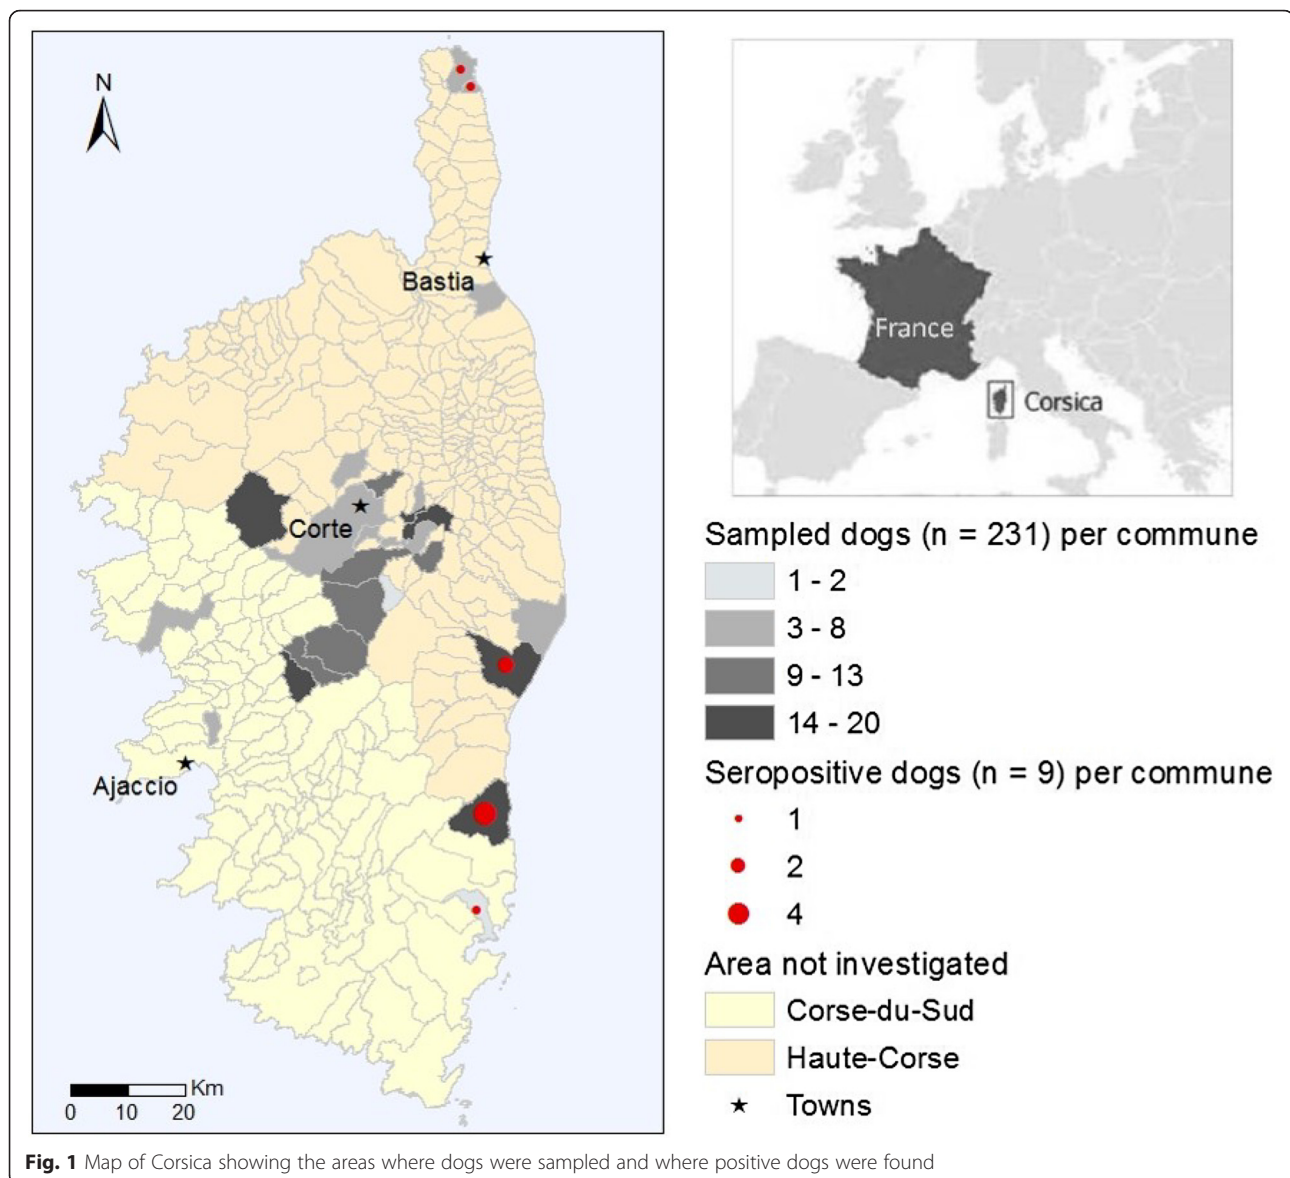 N
Bastia
Corte
Ajaccio
Km
0 10 20
France
Corsica
Sampled dogs (n = 231) per commune
1 - 2
3 - 8
9 - 13
14 - 20
Seropositive dogs (n = 9) per commune
1
2
4
Area not investigated
Corse-du-Sud
Haute-Corse
Towns
Fig. 1 Map of Corsica showing the areas where dogs were sampled and where positive dogs were found